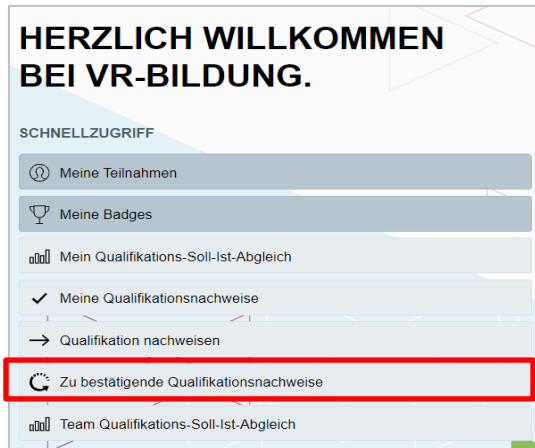 HERZLICH WILLKOMMEN
BEI VR-BILDUNG.
SCHNELLZUGRIFF
Meine Teilnahmen
Meine Badges
Mein Qualifikations-Soll-Ist-Abgleich
Meine Qualifikationsnachweise
Qualifikation nachweisen
Zu bestätigende Qualifikationsnachweise
Team Qualifikations-Soll-Ist-Abgleich